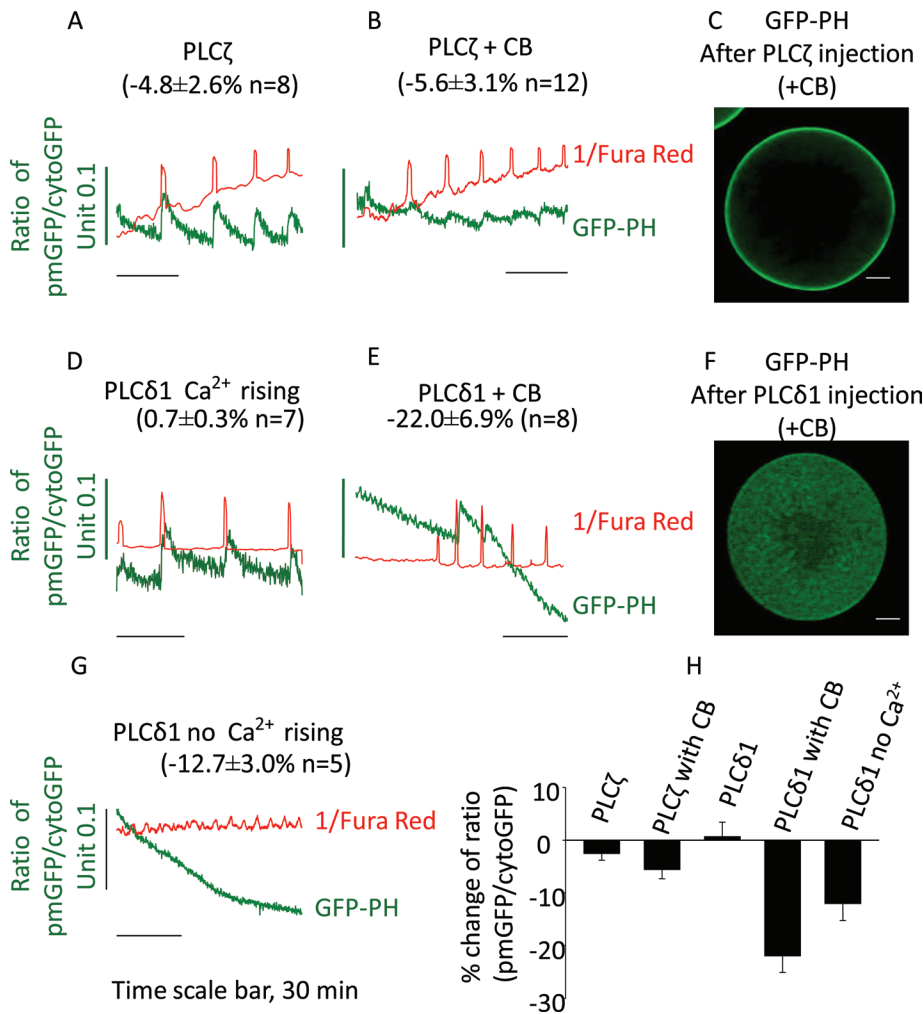 A
PLCζ
(-4.8±2.6% n=8)
B
PLCζ + CB
(-5.6±3.1% n=12)
C
GFP-PH
After PLCζ injection
(+CB)
Ratio of
pmGFP/cytoGFP
Unit 0.1
1/Fura Red
GFP-PH
D
PLCδ1 Ca²⁺ rising
(0.7±0.3% n=7)
E
PLCδ1 + CB
-22.0±6.9% (n=8)
F
GFP-PH
After PLCδ1 injection
(+CB)
Ratio of
pmGFP/cytoGFP
Unit 0.1
1/Fura Red
GFP-PH
G
PLCδ1 no Ca²⁺ rising
(-12.7±3.0% n=5)
Ratio of
pmGFP/cytoGFP
Unit 0.1
1/Fura Red
GFP-PH
Time scale bar, 30 min
H
PLCζ
PLCζ with CB
PLCδ1
PLCδ1 with CB
PLCδ1 no Ca²⁺
% change of ratio
(pmGFP/cytoGFP)
10
0
-10
-20
-30